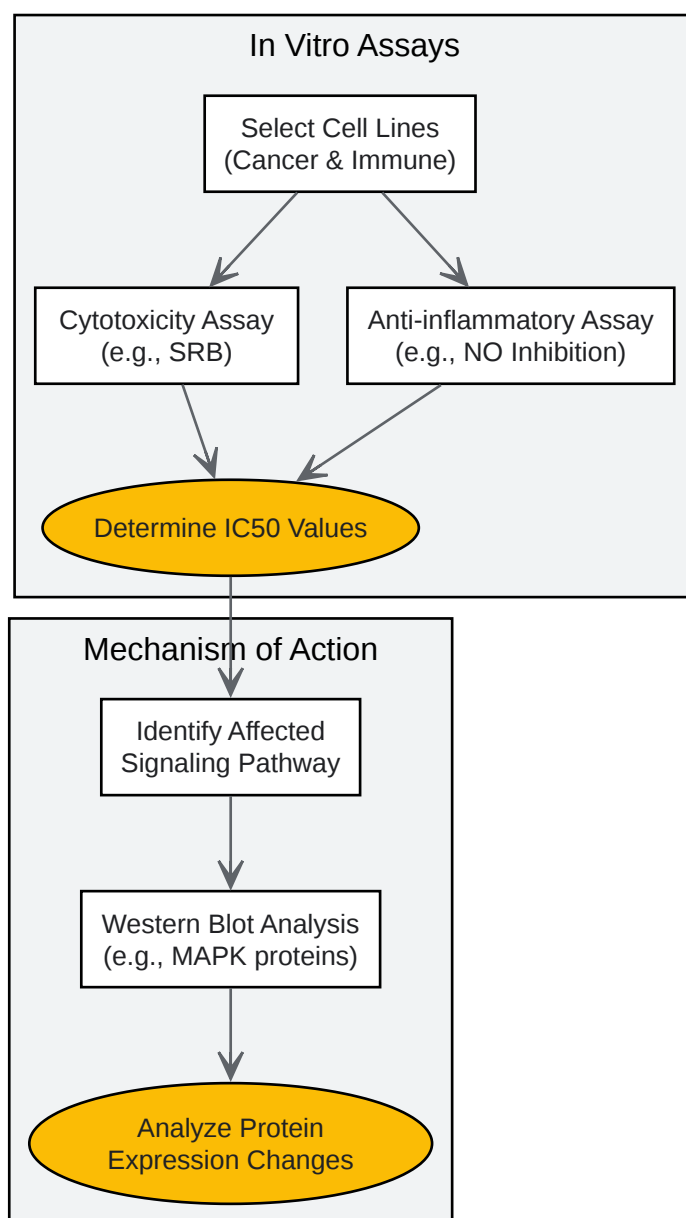 In Vitro Assays
Select Cell Lines
(Cancer & Immune)
Cytotoxicity Assay
(e.g., SRB)
Anti-inflammatory Assay
(e.g., NO Inhibition)
Determine IC50 Values
Mechanism of Action
Identify Affected
Signaling Pathway
Western Blot Analysis
(e.g., MAPK proteins)
Analyze Protein
Expression Changes